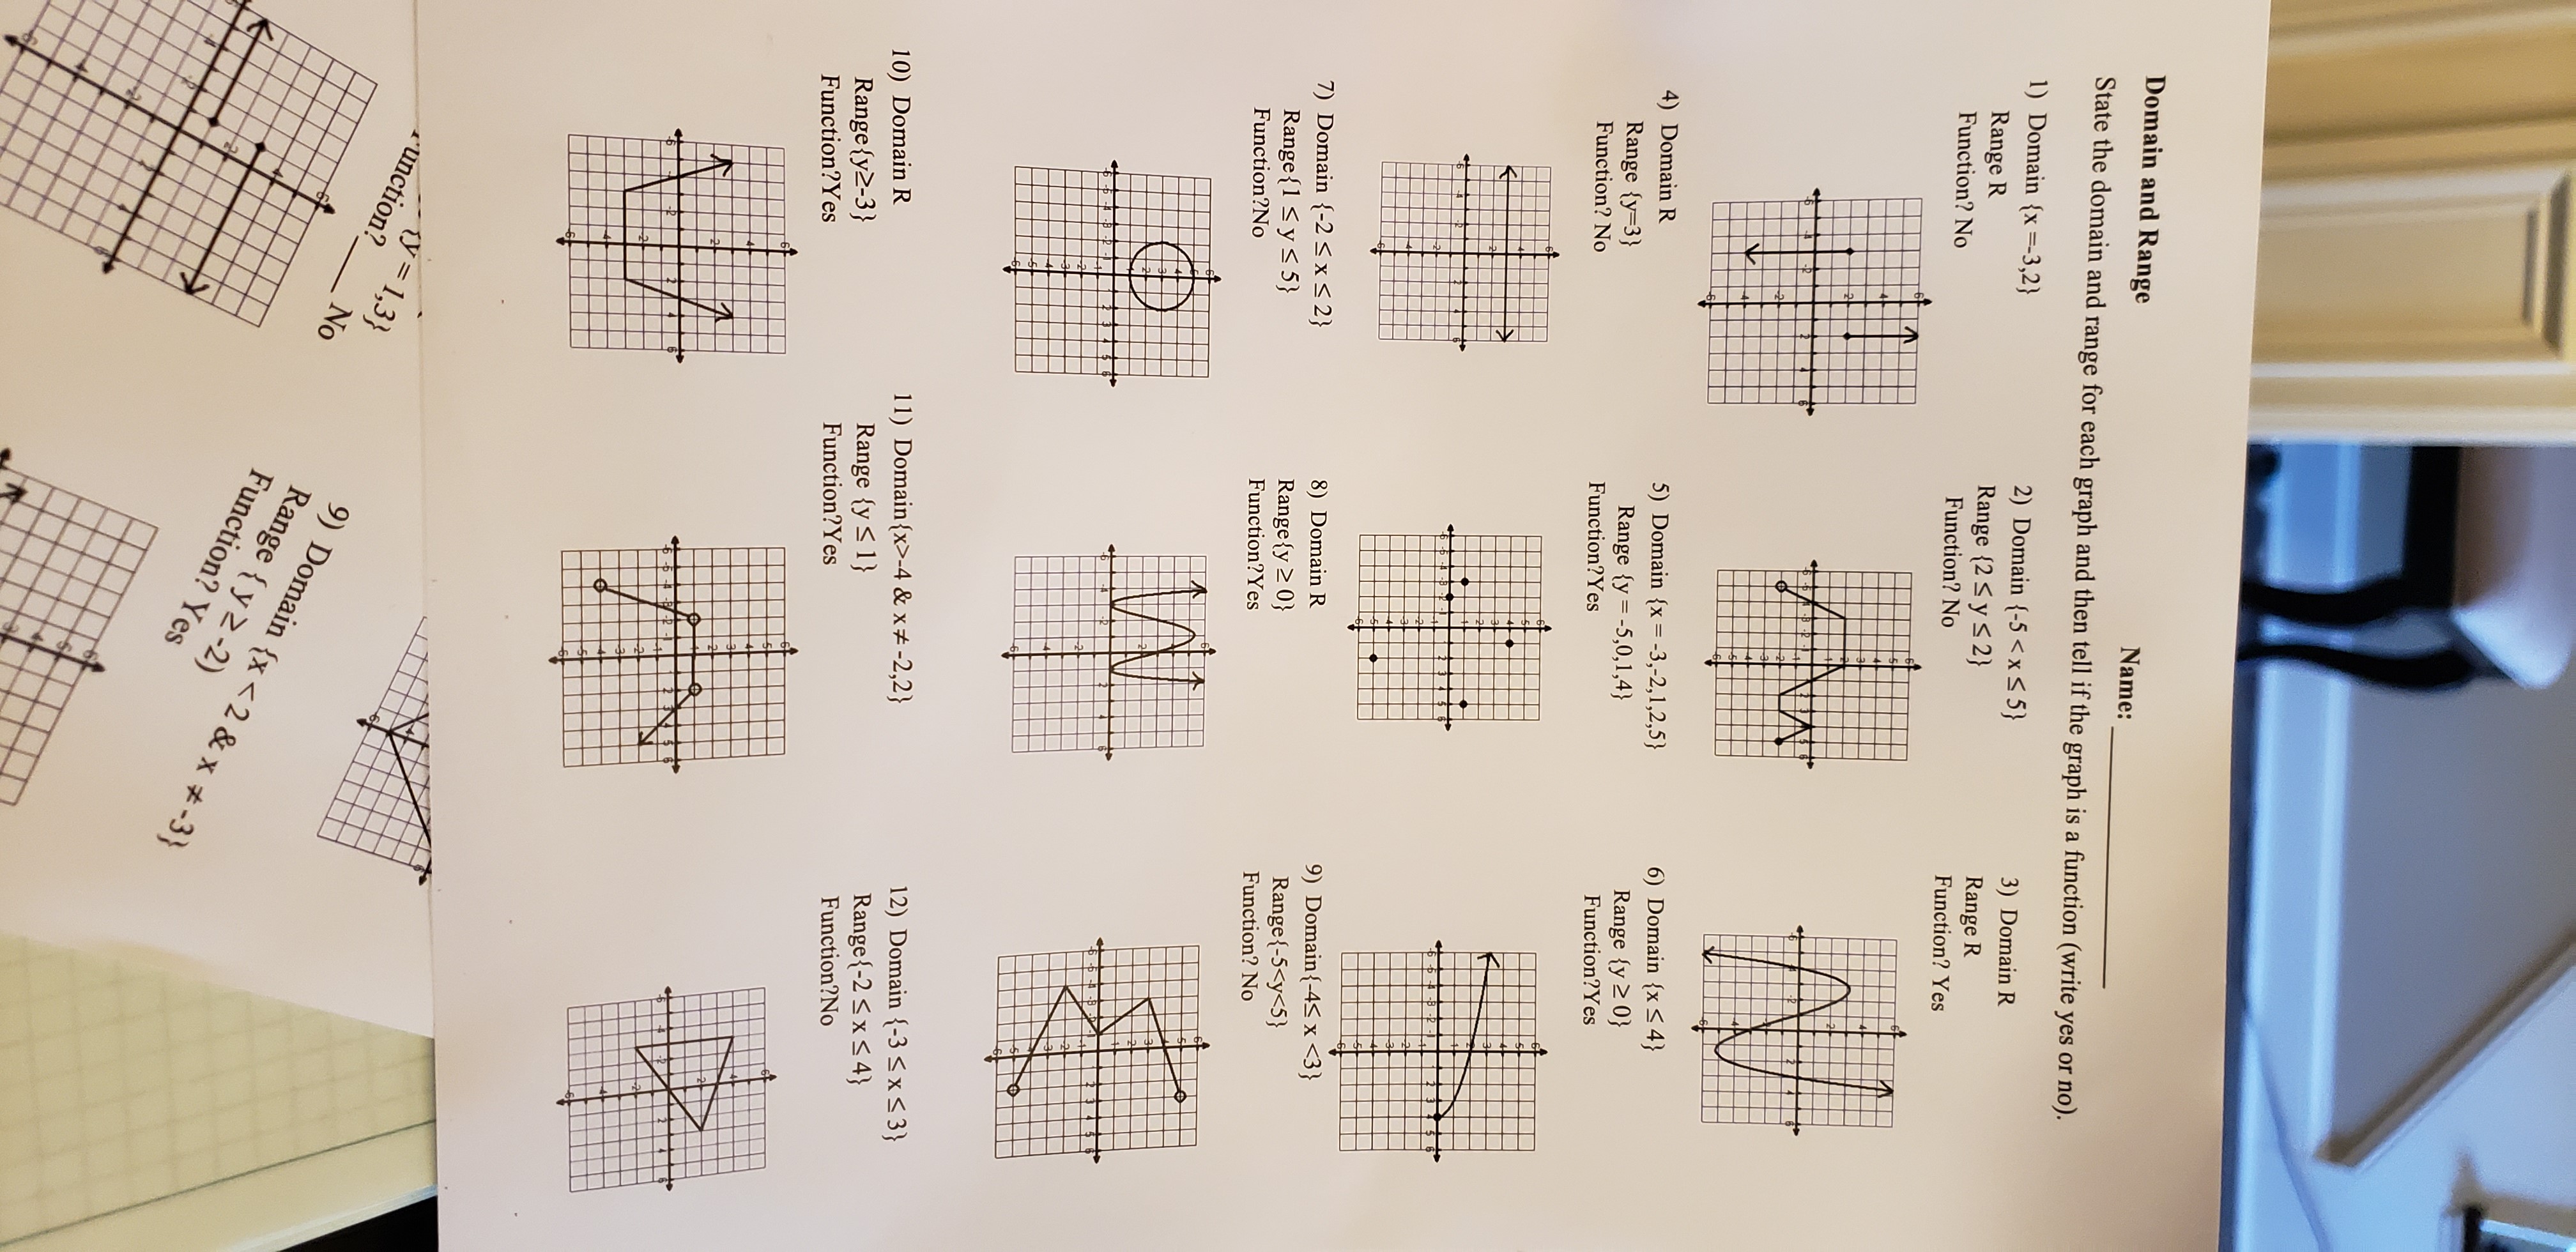 Domain and Range
Name: ____________
State the domain and range for each graph and then tell if the graph is a function (write yes or no).
1) Domain {x =-3,2}
Range R
Function? No
2) Domain {-5 < x ≤ 5}
Range {2 ≤ y ≤ 2}
Function? No
3) Domain R
Range R
Function? Yes
4) Domain R
Range {y=3}
Function? No
5) Domain {x = -3,-2,1,2,5}
Range {y = -5,0,1,4}
Function?Yes
6) Domain {x ≤ 4}
Range {y ≥ 0}
Function?Yes
7) Domain {-2 ≤ x ≤ 2}
Range{1 ≤ y ≤ 5}
Function?No
8) Domain R
Range{y ≥ 0}
Function?Yes
9) Domain{-4≤ x <3}
Range{-5<y<5}
Function? No
10) Domain R
Range{y≥-3}
Function?Yes
11) Domain{x>-4 & x ≠ -2,2}
Range {y ≤ 1}
Function?Yes
12) Domain {-3 ≤ x ≤ 3}
Range{-2 ≤ x ≤ 4}
Function?No
{y = 1,3}
Function? ____ No
9) Domain {x < 2 & x ≠ -3}
Range { y ≥ -2)
Function? Yes